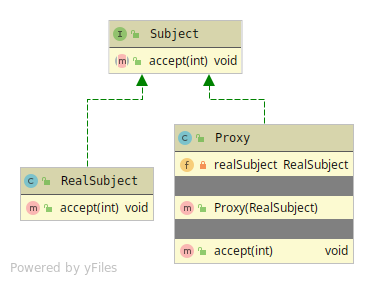 I Subject
m accept(int) void
C RealSubject
m accept(int) void
C Proxy
f realSubject RealSubject
m Proxy(RealSubject)
m accept(int) void
Powered by yFiles